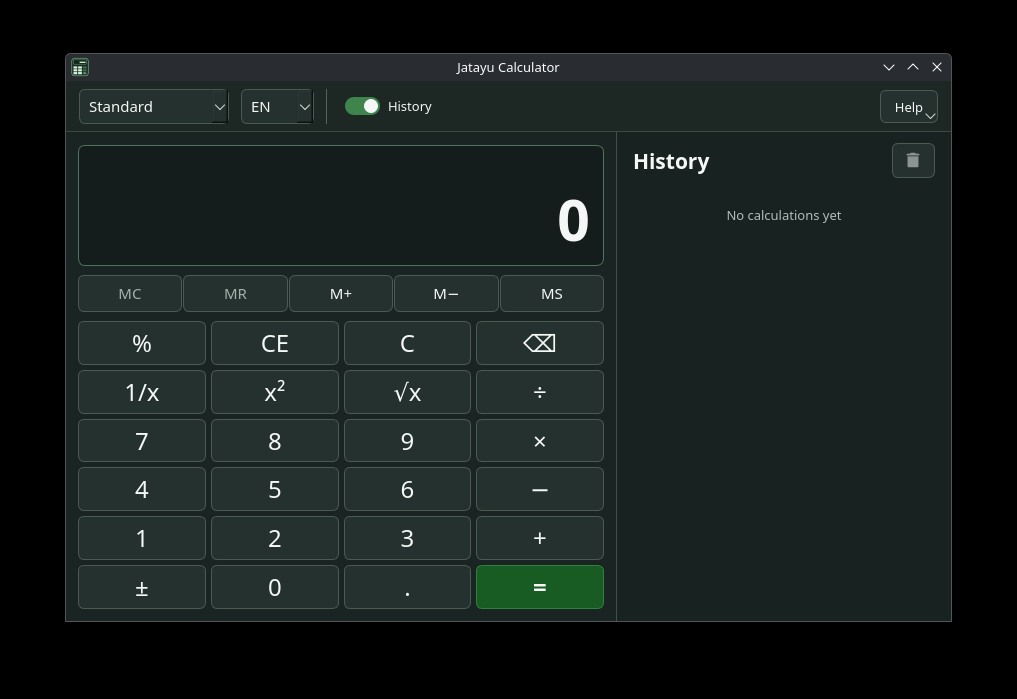 Jatayu Calculator
Standard
EN
History
Help
0
History
No calculations yet
MC MR M+ M− MS
% CE C ⌫
1/x x² √x ÷
7 8 9 ×
4 5 6 −
1 2 3 +
± 0 . =